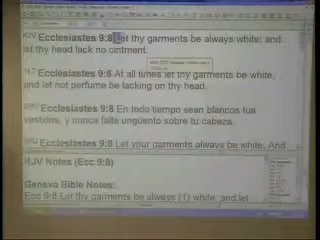 KJV Ecclesiastes 9:8 Let thy garments be always white; and
let thy head lack no ointment.
YLT Ecclesiastes 9:8 At all times let thy garments be white,
and let not perfume be lacking on thy head.
Ecclesiastes 9:8 En todo tiempo sean blancos tus
vestidos, y nunca falte ungüento sobre tu cabeza.
Ecclesiastes 9:8 Let your garments always be white; And
Notes (Ecc 9:8)
Geneva Bible Notes:
Ecc 9:8 Let thy garments be always (1) white; and let